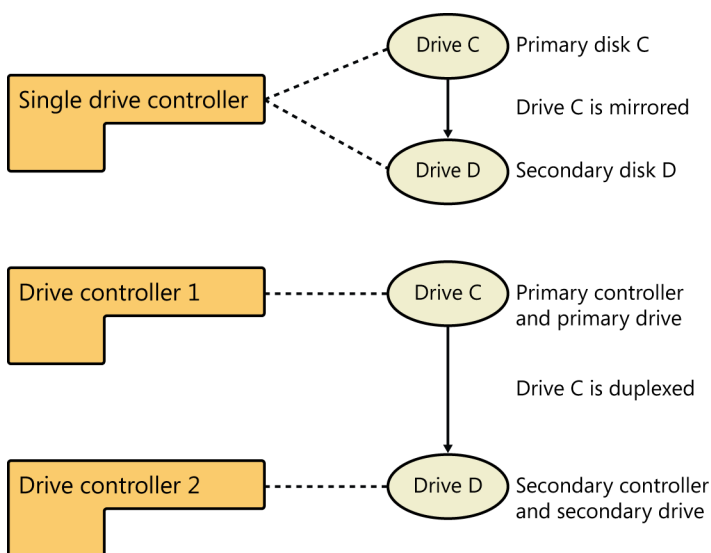 Drive C
Primary disk C
Single drive controller
Drive C is mirrored
Drive D
Secondary disk D
Drive controller 1
Drive C
Primary controller
and primary drive
Drive C is duplexed
Drive controller 2
Drive D
Secondary controller
and secondary drive